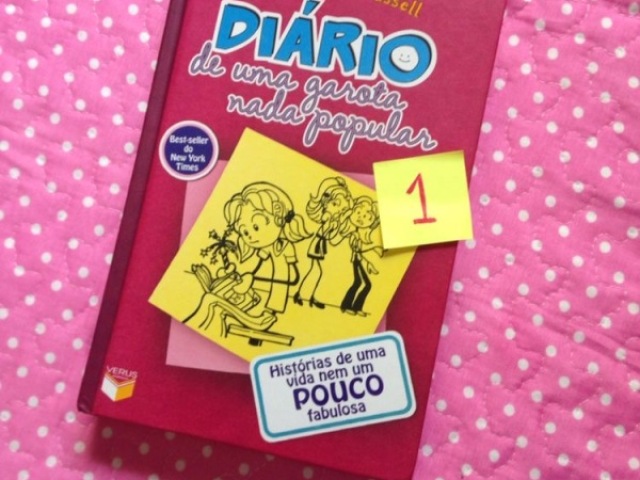 DIÁRIO
de uma garota
nada popular
Best-seller
do
New York
Times
1
Histórias de uma
vida nem um
POUCO
fabulosa
VERUS